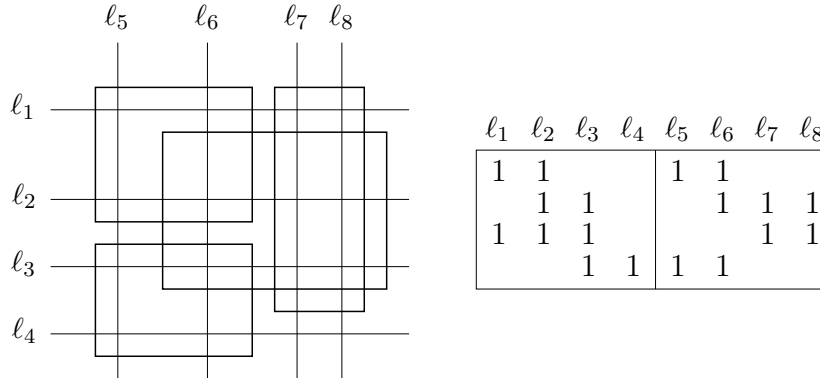 ℓ5 ℓ6 ℓ7 ℓ8
ℓ1
ℓ2
ℓ3
ℓ4
ℓ1 ℓ2 ℓ3 ℓ4 ℓ5 ℓ6 ℓ7 ℓ8
1 1 1 1
1 1 1 1 1
1 1 1 1 1
1 1 1 1